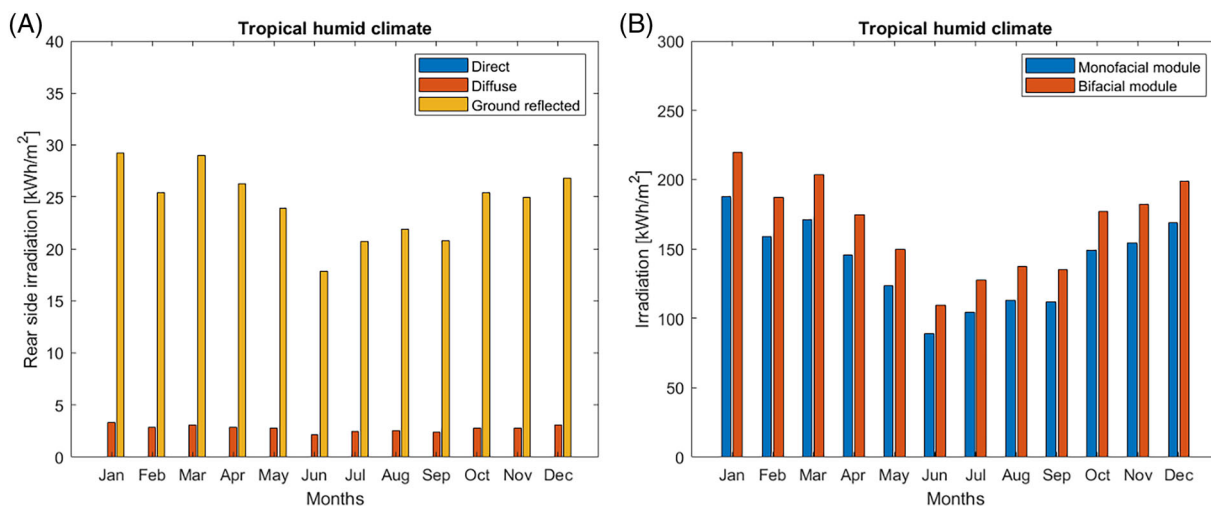 (A)
Tropical humid climate
40
35
30
25
20
15
10
5
0
Rear side irradiation [kWh/m²]
Direct
Diffuse
Ground reflected
Jan Feb Mar Apr May Jun Jul Aug Sep Oct Nov Dec
Months
(B)
Tropical humid climate
300
250
200
150
100
50
0
Irradiation [kWh/m²]
Monofacial module
Bifacial module
Jan Feb Mar Apr May Jun Jul Aug Sep Oct Nov Dec
Months